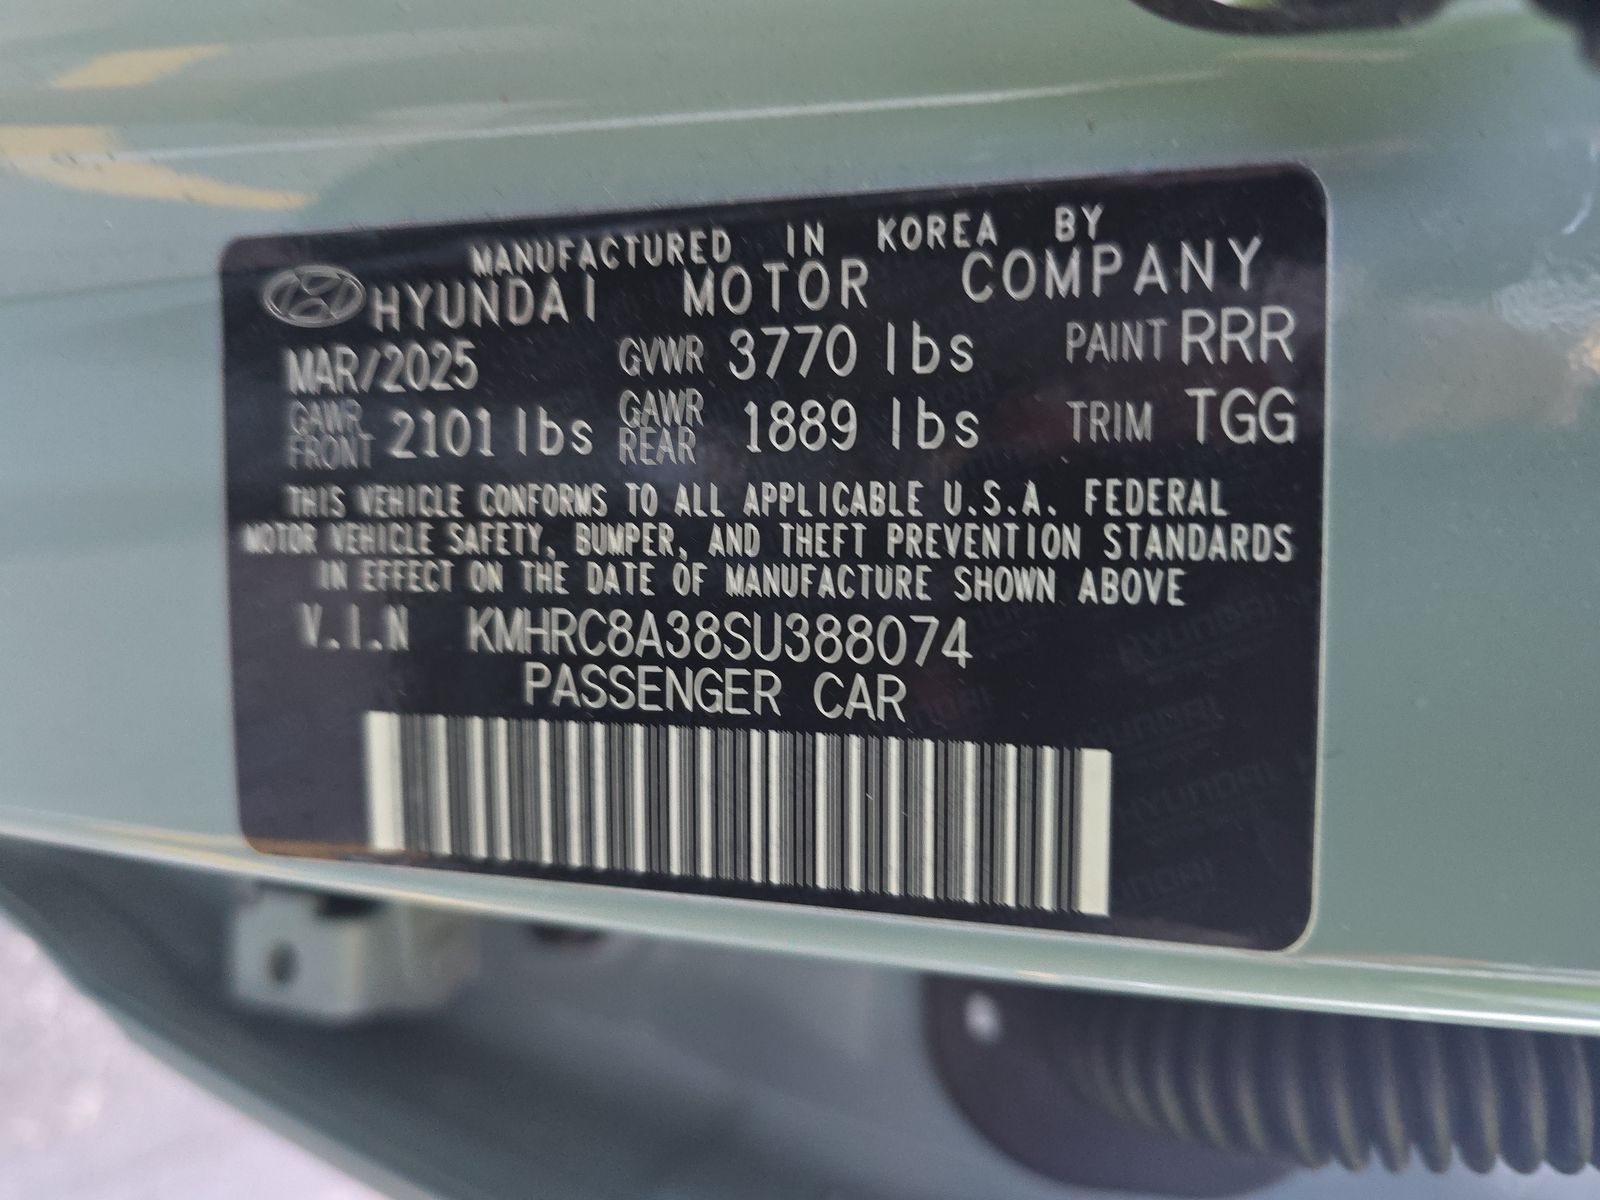 MANUFACTURED IN KOREA BY
HYUNDAI MOTOR COMPANY
MAR/2025 GVWR 3770 lbs PAINT RRR
GAWR FRONT 2101 lbs GAWR REAR 1889 lbs TRIM TGG
THIS VEHICLE CONFORMS TO ALL APPLICABLE U.S.A. FEDERAL
MOTOR VEHICLE SAFETY, BUMPER, AND THEFT PREVENTION STANDARDS
IN EFFECT ON THE DATE OF MANUFACTURE SHOWN ABOVE
V.I.N KMHRC8A38SU388074
PASSENGER CAR